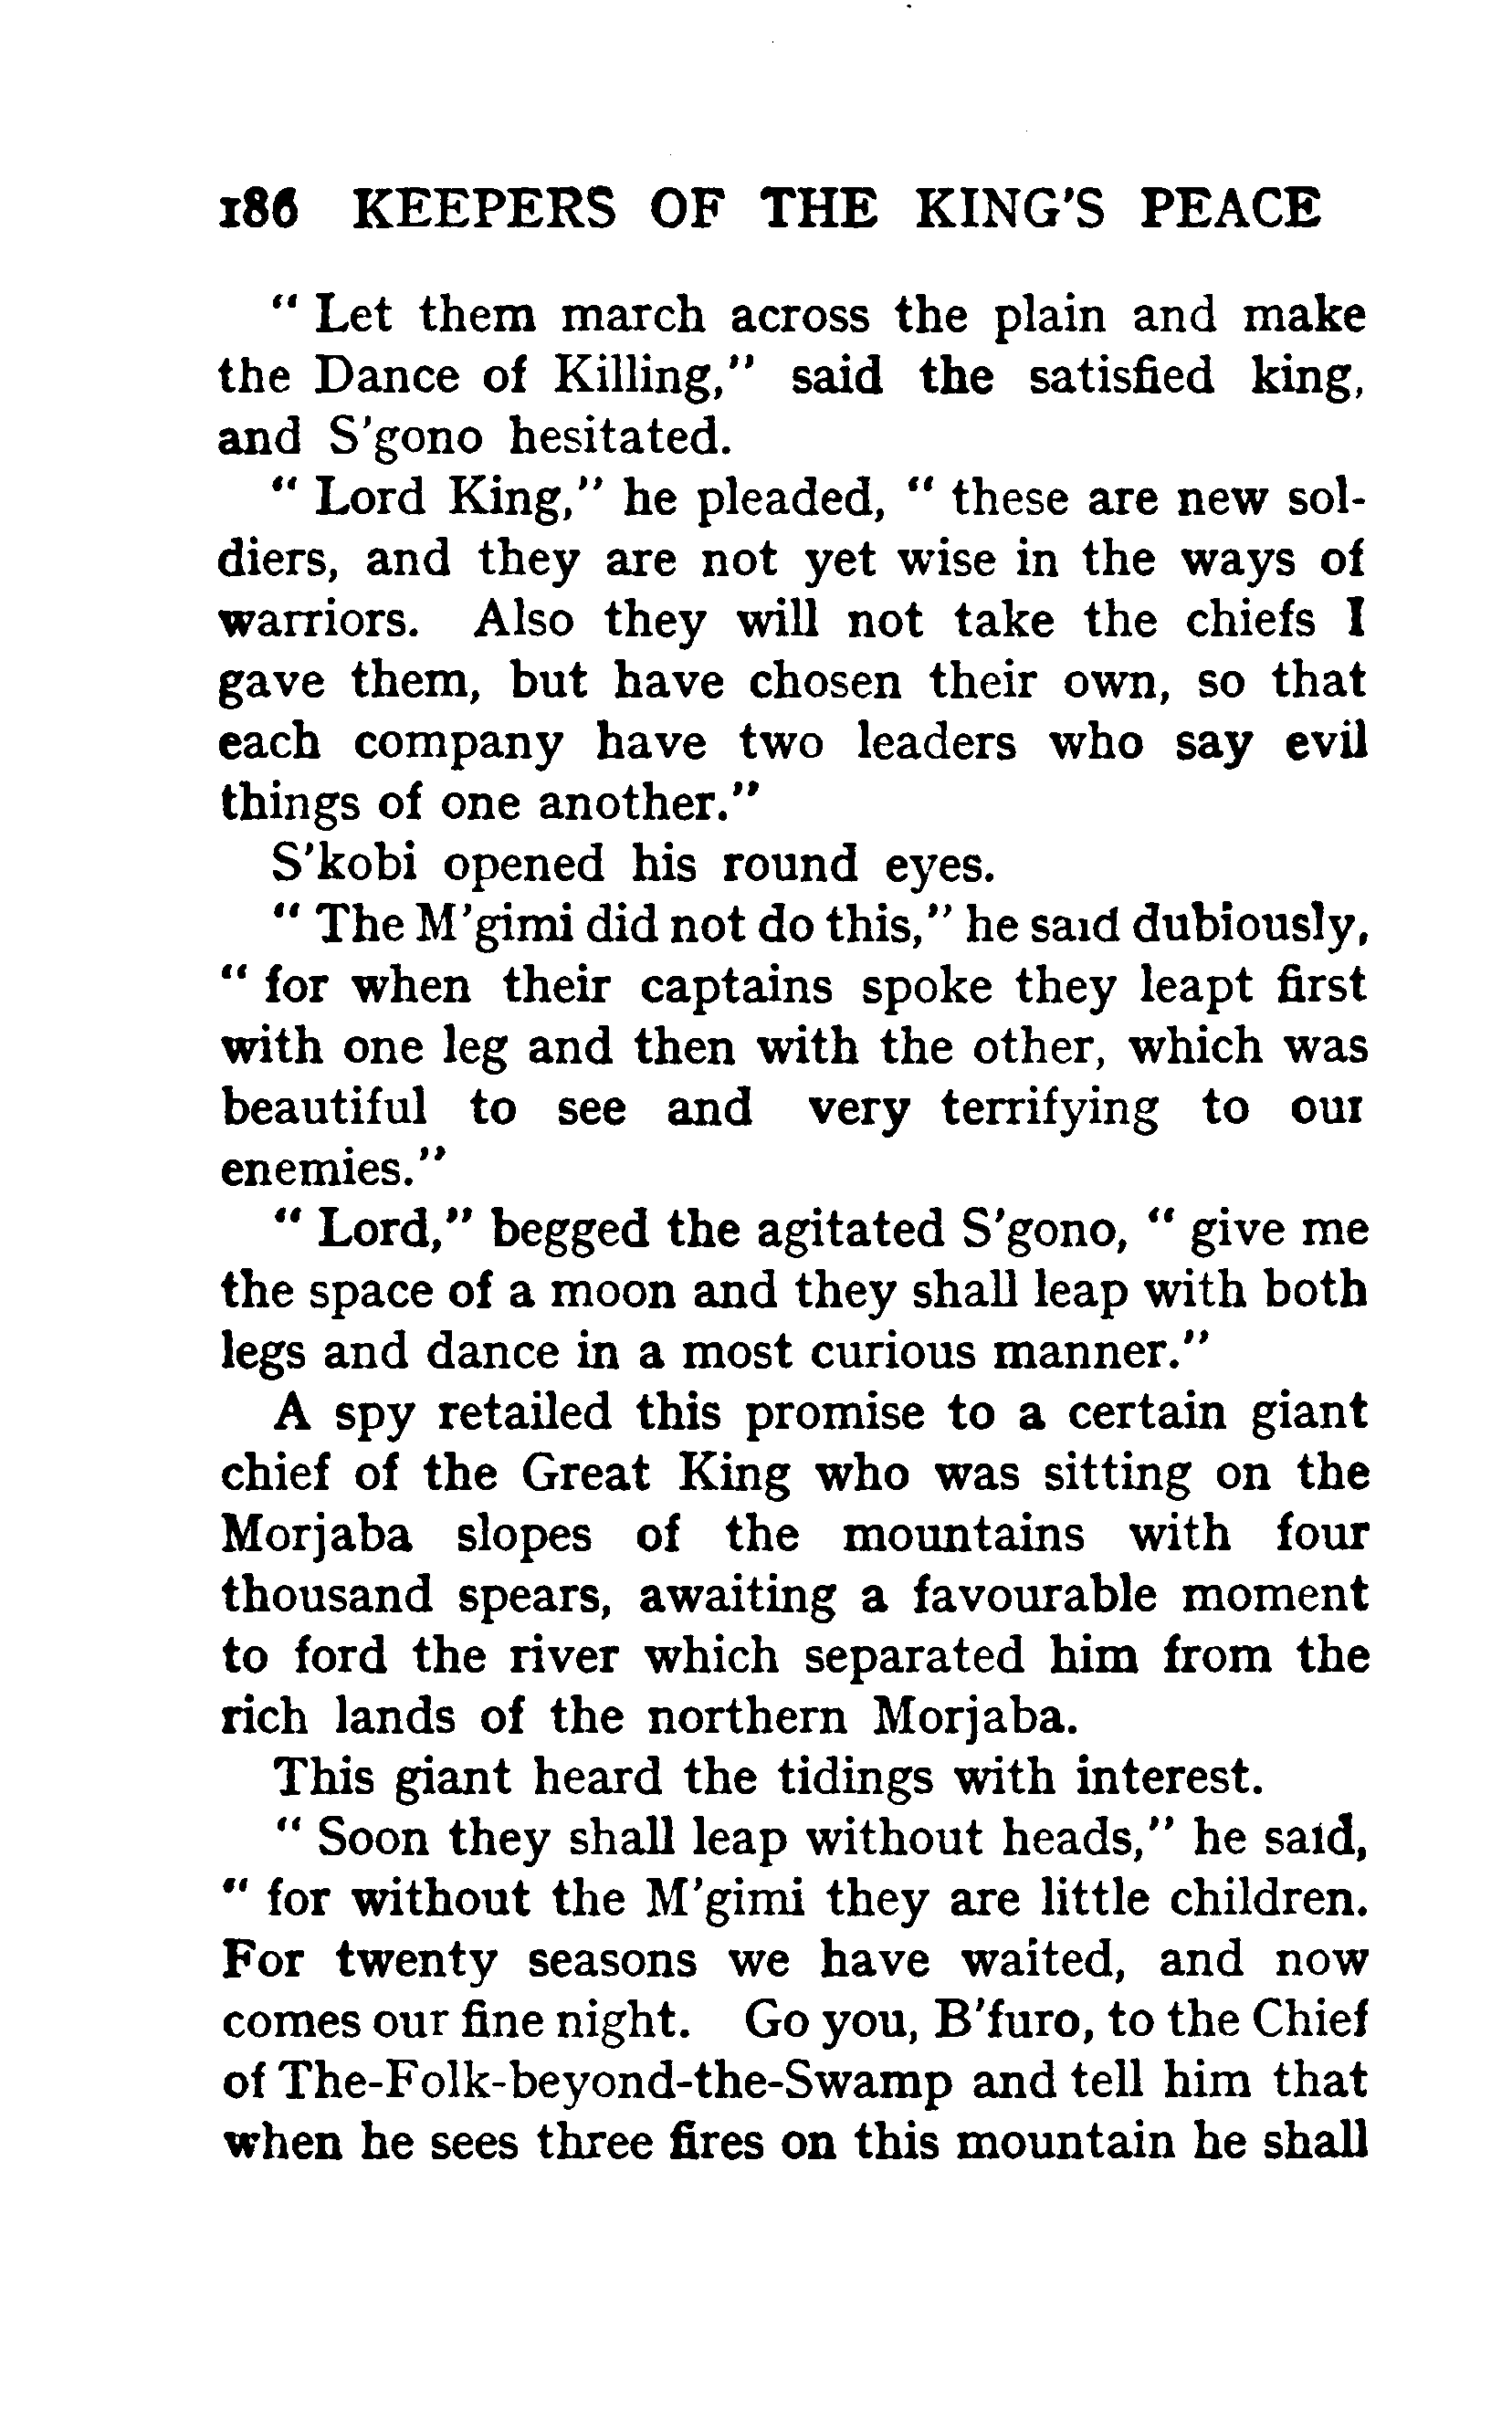 186 KEEPERS OF THE KING'S PEACE
" Let them march across the plain and make
the Dance of Killing," said the satisfied king,
and S'gono hesitated.
" Lord King," he pleaded, " these are new sol-
diers, and they are not yet wise in the ways of
warriors. Also they will not take the chiefs I
gave them, but have chosen their own, so that
each company have two leaders who say evil
things of one another."
S'kobi opened his round eyes.
" The M'gimi did not do this," he said dubiously,
" for when their captains spoke they leapt first
with one leg and then with the other, which was
beautiful to see and very terrifying to our
enemies."
" Lord," begged the agitated S'gono, " give me
the space of a moon and they shall leap with both
legs and dance in a most curious manner."
A spy retailed this promise to a certain giant
chief of the Great King who was sitting on the
Morjaba slopes of the mountains with four
thousand spears, awaiting a favourable moment
to ford the river which separated him from the
rich lands of the northern Morjaba.
This giant heard the tidings with interest.
" Soon they shall leap without heads," he said,
" for without the M'gimi they are little children.
For twenty seasons we have waited, and now
comes our fine night. Go you, B'furo, to the Chief
of The-Folk-beyond-the-Swamp and tell him that
when he sees three fires on this mountain he shall